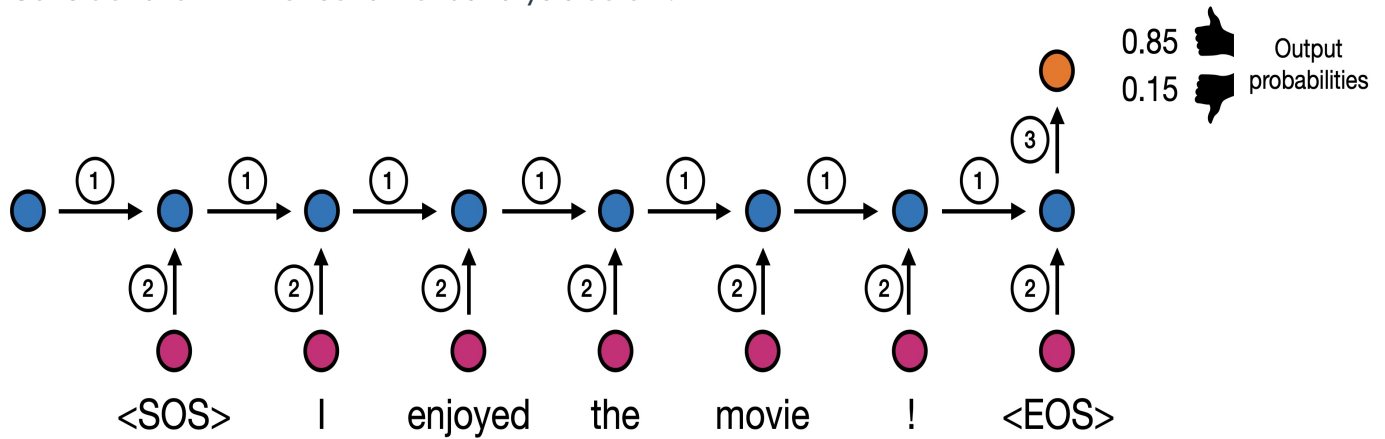 0.85
0.15
Output
probabilities
3
1 1 1 1 1 1 1
2 2 2 2 2 2 2
<SOS> I enjoyed the movie ! <EOS>